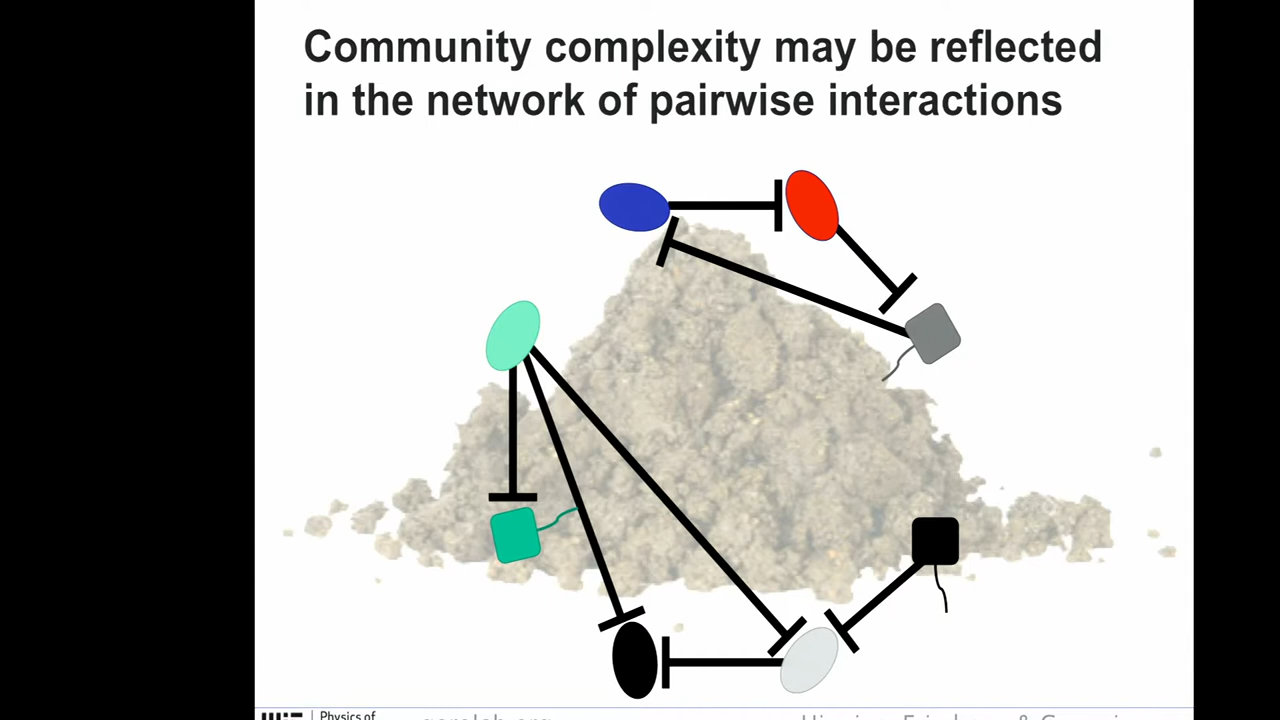 Community complexity may be reflected
in the network of pairwise interactions
Physics of